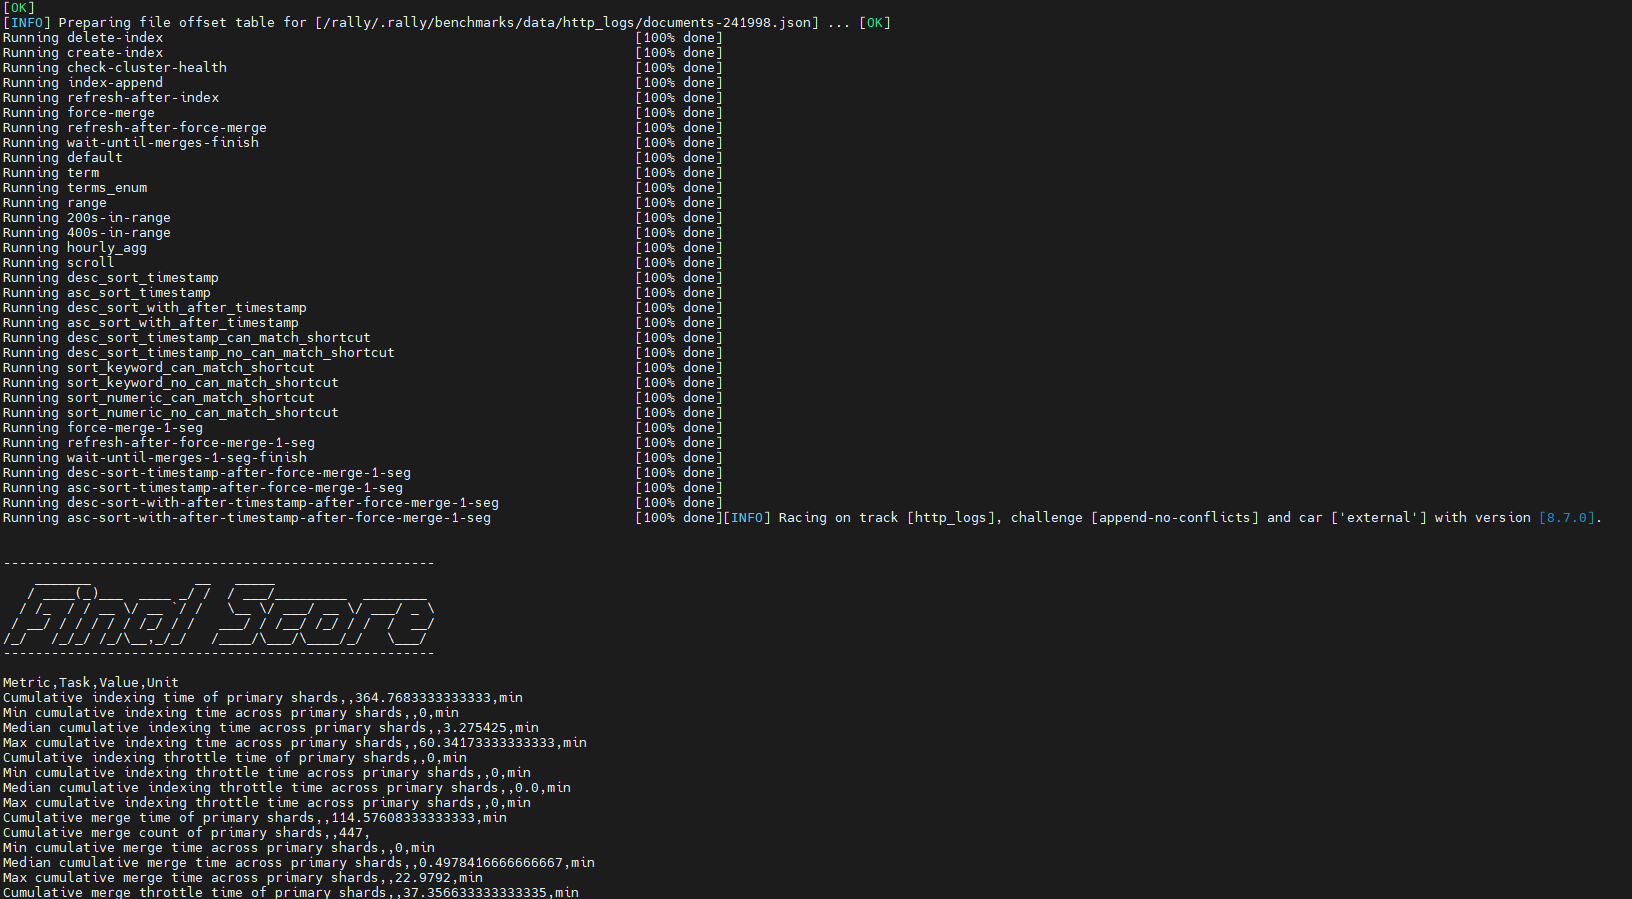 [OK]
[INFO] Preparing file offset table for [/rally/.rally/benchmarks/data/http_logs/documents-241998.json] ... [OK]
Running delete-index [100% done]
Running create-index [100% done]
Running check-cluster-health [100% done]
Running index-append [100% done]
Running refresh-after-index [100% done]
Running force-merge [100% done]
Running refresh-after-force-merge [100% done]
Running wait-until-merges-finish [100% done]
Running default [100% done]
Running term [100% done]
Running terms_enum [100% done]
Running range [100% done]
Running 200s-in-range [100% done]
Running 400s-in-range [100% done]
Running hourly_agg [100% done]
Running scroll [100% done]
Running desc_sort_timestamp [100% done]
Running asc_sort_timestamp [100% done]
Running desc_sort_with_after_timestamp [100% done]
Running asc_sort_with_after_timestamp [100% done]
Running desc_sort_timestamp_can_match_shortcut [100% done]
Running desc_sort_timestamp_no_can_match_shortcut [100% done]
Running sort_keyword_can_match_shortcut [100% done]
Running sort_keyword_no_can_match_shortcut [100% done]
Running sort_numeric_can_match_shortcut [100% done]
Running sort_numeric_no_can_match_shortcut [100% done]
Running force-merge-1-seg [100% done]
Running refresh-after-force-merge-1-seg [100% done]
Running wait-until-merges-1-seg-finish [100% done]
Running desc-sort-timestamp-after-force-merge-1-seg [100% done]
Running asc-sort-timestamp-after-force-merge-1-seg [100% done]
Running desc-sort-with-after-timestamp-after-force-merge-1-seg [100% done]
Running asc-sort-with-after-timestamp-after-force-merge-1-seg [100% done][INFO] Racing on track [http_logs], challenge [append-no-conflicts] and car ['external'] with version [8.7.0].
Final Score
Metric,Task,Value,Unit
Cumulative indexing time of primary shards,,364.7683333333333,min
Min cumulative indexing time across primary shards,,0,min
Median cumulative indexing time across primary shards,,3.275425,min
Max cumulative indexing time across primary shards,,60.34173333333333,min
Cumulative indexing throttle time of primary shards,,0,min
Min cumulative indexing throttle time across primary shards,,0,min
Median cumulative indexing throttle time across primary shards,,0.0,min
Max cumulative indexing throttle time across primary shards,,0,min
Cumulative merge time of primary shards,,114.57608333333333,min
Cumulative merge count of primary shards,,447,
Min cumulative merge time across primary shards,,0,min
Median cumulative merge time across primary shards,,0.4978416666666667,min
Max cumulative merge time across primary shards,,22.9792,min
Cumulative merge throttle time of primary shards,,37.356633333333335,min